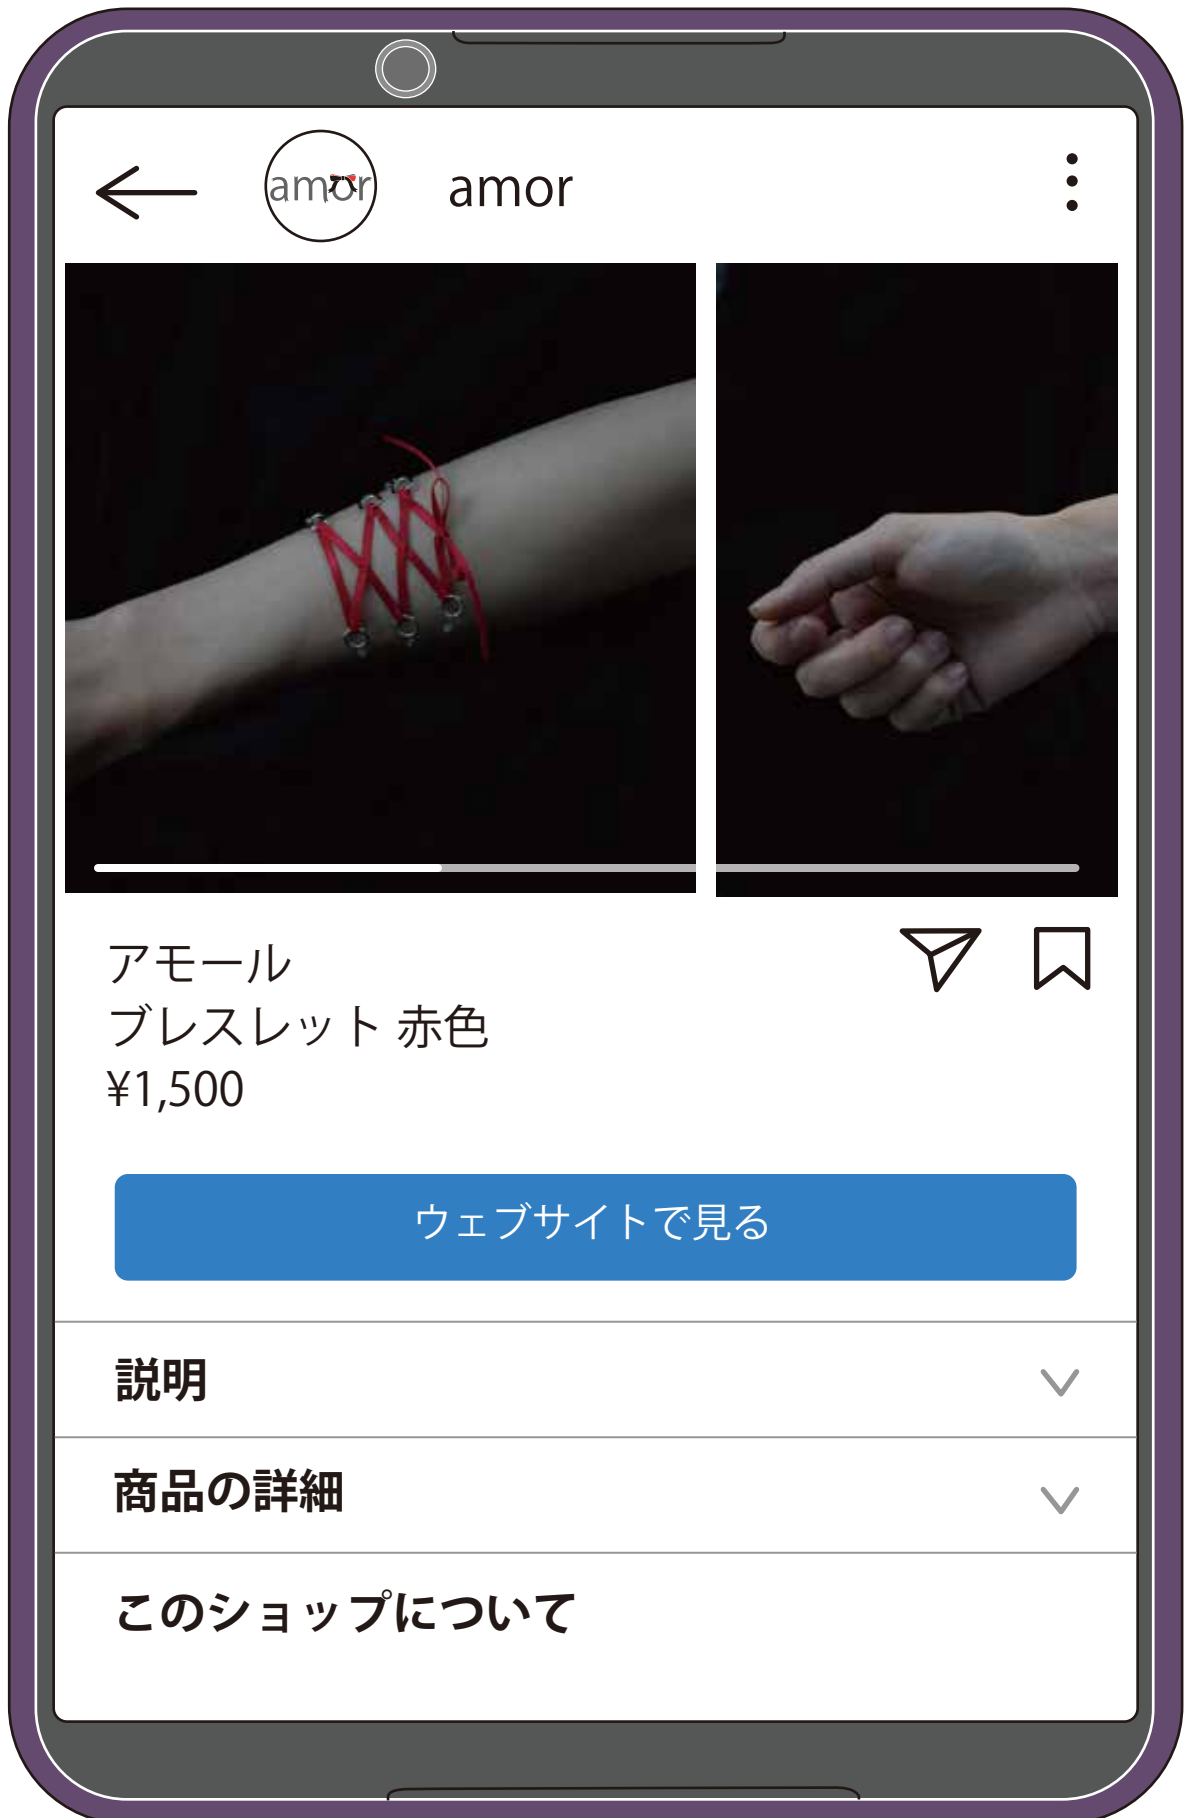 amor
amor
アモール
ブレスレット 赤色
¥1,500
ウェブサイトで見る
説明
商品の詳細
このショップについて